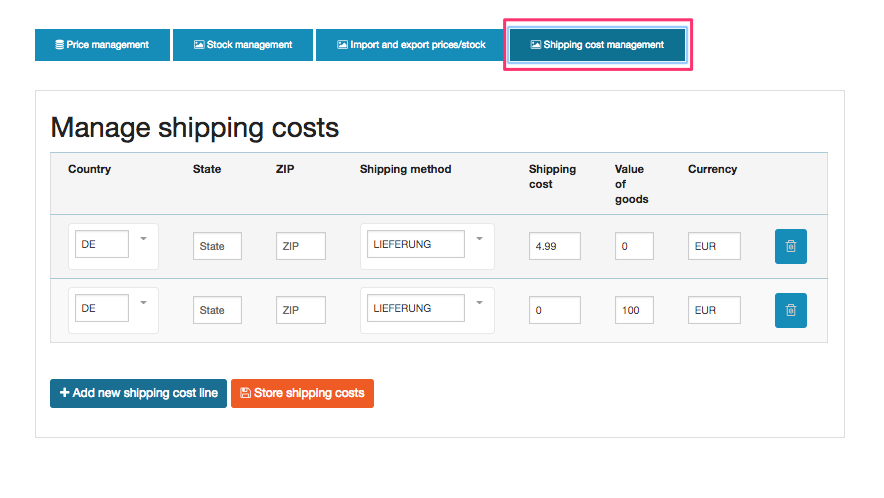 Price management Stock management Import and export prices/stock Shipping cost management
Manage shipping costs
Country State ZIP Shipping method Shipping cost Value of goods Currency
DE State ZIP LIEFERUNG 4.99 0 EUR
DE State ZIP LIEFERUNG 0 100 EUR
Add new shipping cost line Store shipping costs